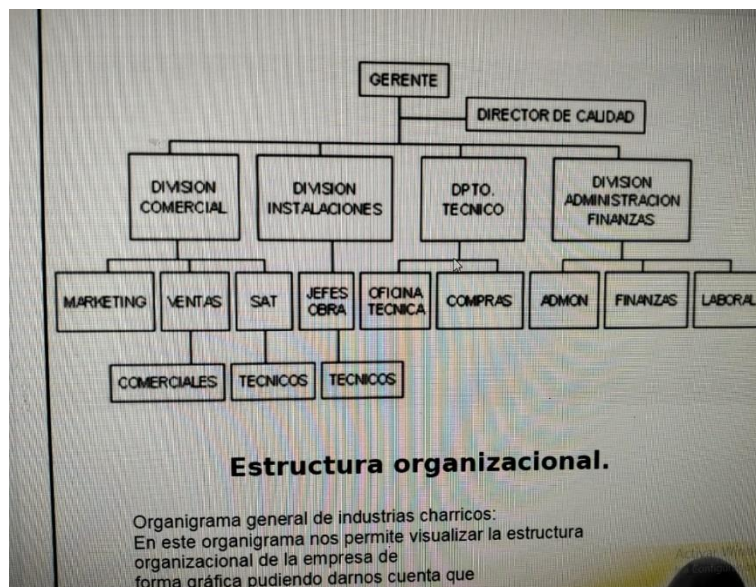 GERENTE
DIRECTOR DE CALIDAD
DIVISION
COMERCIAL
DIVISION
INSTALACIONES
DPTO.
TECNICO
DIVISION
ADMINISTRACION
FINANZAS
MARKETING
VENTAS
SAT
JEFES
OBRA
OFICINA
TECNICA
COMPRAS
ADMON
FINANZAS
LABORAL
COMERCIALES
TECNICOS
TECNICOS
Estructura organizacional.
Organigrama general de industrias charricos:
En este organigrama nos permite visualizar la estructura
organizacional de la empresa de
forma gráfica pudiendo darnos cuenta que
Activar Win